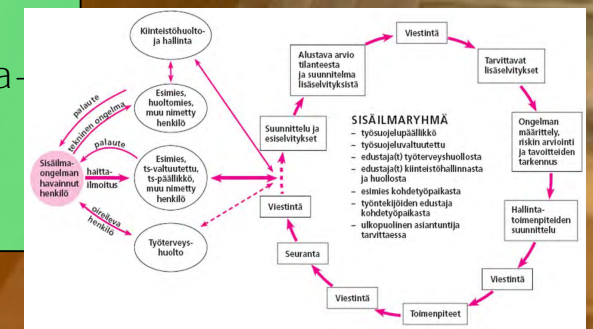 a-
Kiinteistöhuolto-
ja hallinta
palaute
tekninen ongelma
Esimies,
huoltomies,
muu nimetty
henkilö
Sisäilma-
ongelman
havainnut
henkilö
palaute
haitta-
ilmoitus
Esimies,
ts-valtuutettu,
ts-päällikkö,
muu nimetty
henkilö
oireileva
henkilö
Työterveys-
huolto
Suunnittelu ja
esiselvitykset
Alustava arvio
tilanteesta
ja suunnitelma
lisäselvityksistä
Viestintä
Tarvittavat
lisäselvitykset
Ongelman
määrittely,
riskin arviointi
ja tavoitteiden
tarkennus
Hallinta-
toimenpiteiden
suunnittelu
Viestintä
Toimenpiteet
Viestintä
Seuranta
Viestintä
SISÄILMARYHMÄ
– työsuojelupäällikkö
– työsuojeluvaltuutettu
– edustaja(t) työterveyshuollosta
– edustaja(t) kiinteistöhallinnasta
ja huollosta
– esimies kohdetyöpaikasta
– työntekijöiden edustaja
kohdetyöpaikasta
– ulkopuolinen asiantuntija
tarvittaessa